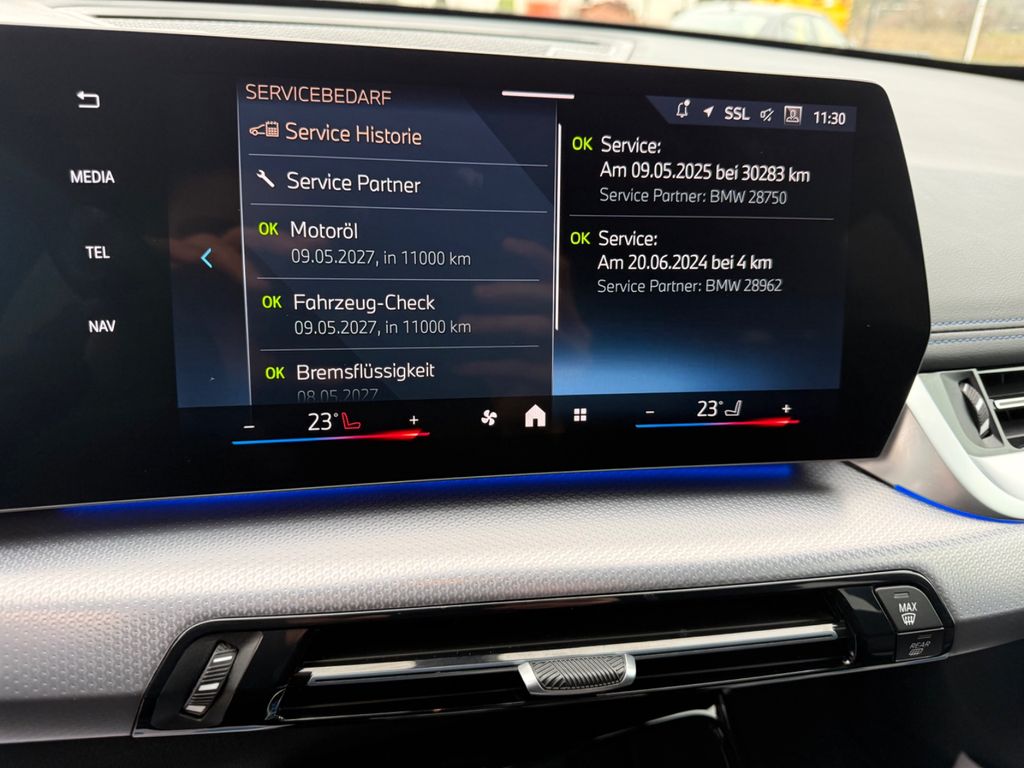 SERVICEBEDARF
Service Historie
Service Partner
OK Motoröl
09.05.2027, in 11000 km
OK Fahrzeug-Check
09.05.2027, in 11000 km
OK Bremsflüssigkeit
08.05.2027
MEDIA
TEL
NAV
SSL 11:30
OK Service:
Am 09.05.2025 bei 30283 km
Service Partner: BMW 28750
OK Service:
Am 20.06.2024 bei 4 km
Service Partner: BMW 28962
− 23° +
− 23° +
MAX
REAR